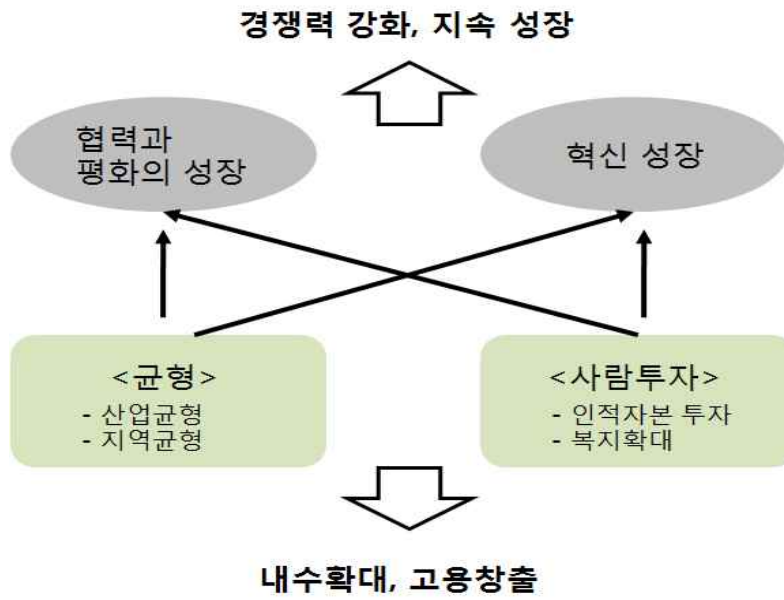 경쟁력 강화, 지속 성장
협력과
평화의 성장
혁신 성장
<균형>
- 산업균형
- 지역균형
<사람투자>
- 인적자본 투자
- 복지확대
내수확대, 고용창출